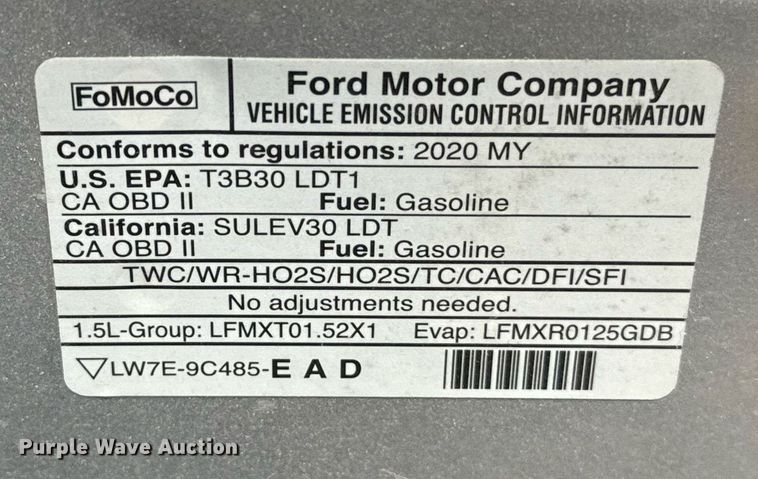 FoMoCo
Ford Motor Company
VEHICLE EMISSION CONTROL INFORMATION
Conforms to regulations: 2020 MY
U.S. EPA: T3B30 LDT1
CA OBD II Fuel: Gasoline
California: SULEV30 LDT
CA OBD II Fuel: Gasoline
TWC/WR-HO2S/HO2S/TC/CAC/DFI/SFI
No adjustments needed.
1.5L-Group: LFMXT01.52X1 Evap: LFMXR0125GDB
LW7E-9C485-E A D
Purple Wave Auction